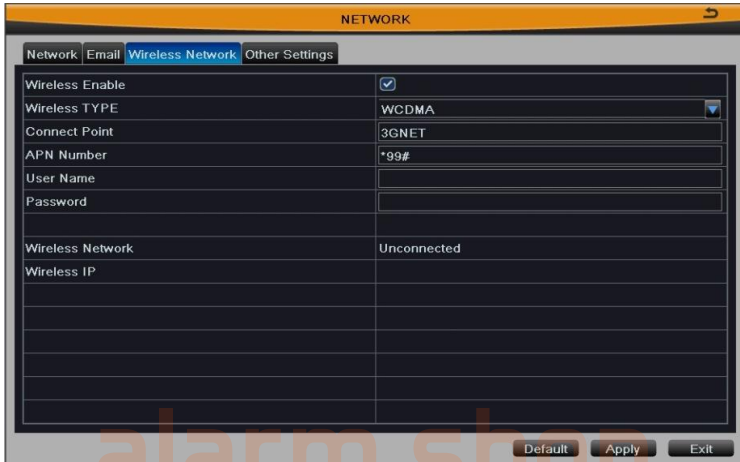 NETWORK
Network Email Wireless Network Other Settings
Wireless Enable
Wireless TYPE WCDMA
Connect Point 3GNET
APN Number *99#
User Name
Password
Wireless Network Unconnected
Wireless IP
alarm shop
Default Apply Exit